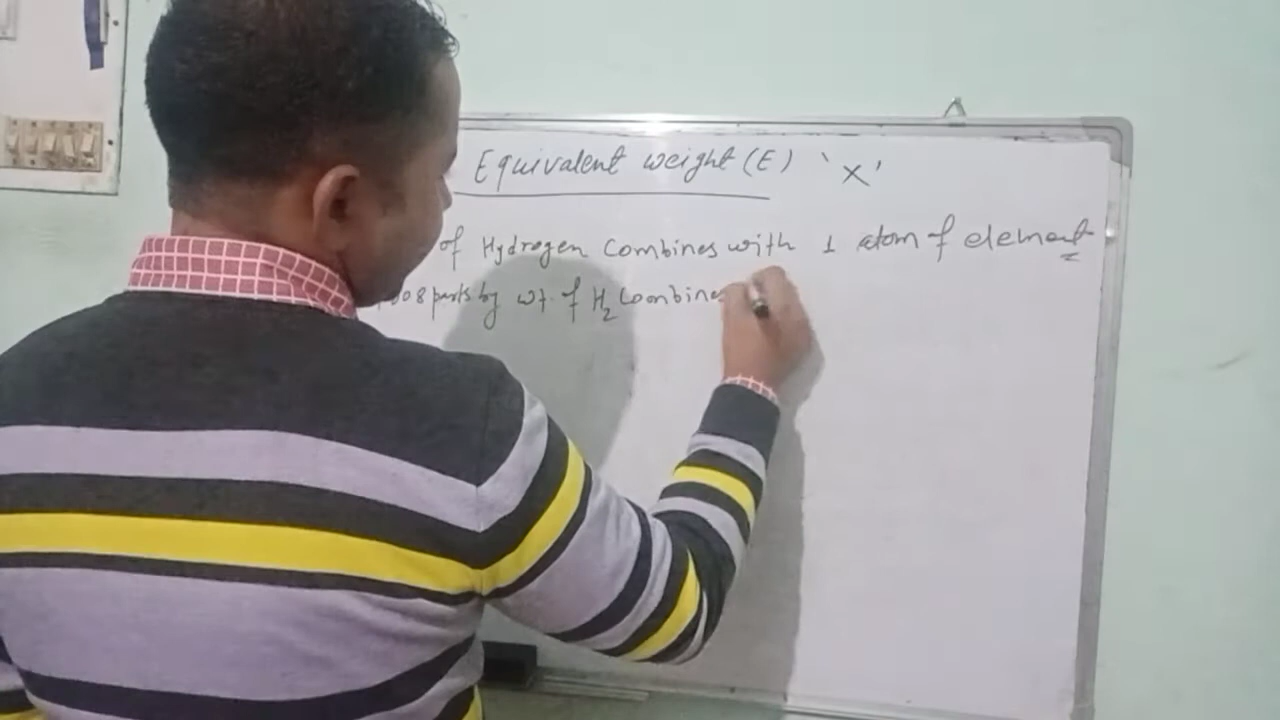 Equivalent weight (E) 'x'
of Hydrogen Combines with 1 atom of element
008 parts by wt. of H2 Combine